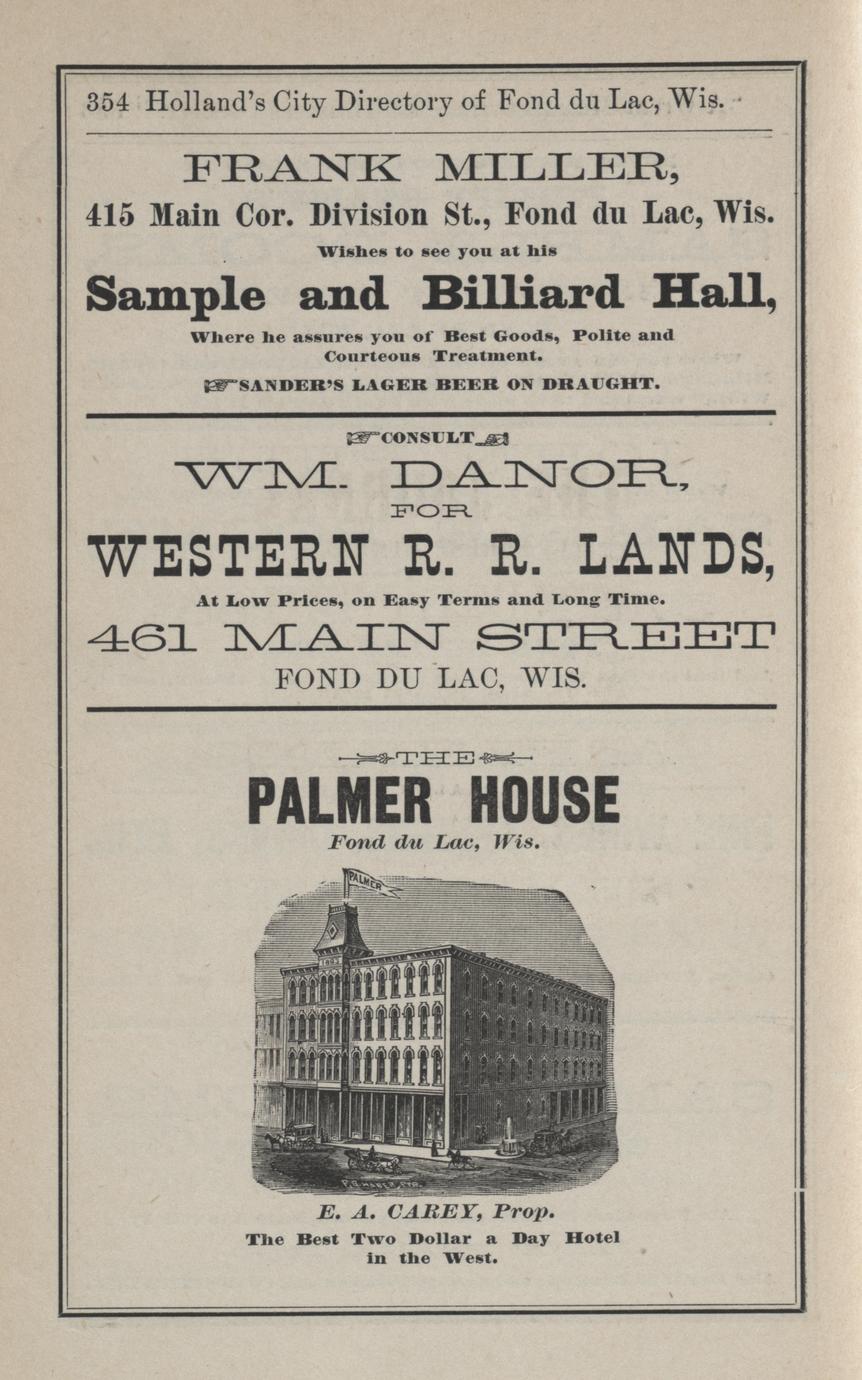 354 Holland's City Directory of Fond du Lac, Wis.
FRANK MILLER,
415 Main Cor. Division St., Fond du Lac, Wis.
Wishes to see you at his
Sample and Billiard Hall,
Where he assures you of Best Goods, Polite and
Courteous Treatment.
☞SANDER'S LAGER BEER ON DRAUGHT.
☞CONSULT☜
WM. DANOR,
FOR
WESTERN R. R. LANDS,
At Low Prices, on Easy Terms and Long Time.
461 MAIN STREET
FOND DU LAC, WIS.
THE
PALMER HOUSE
Fond du Lac, Wis.
PALMER
E. A. CAREY, Prop.
The Best Two Dollar a Day Hotel
in the West.